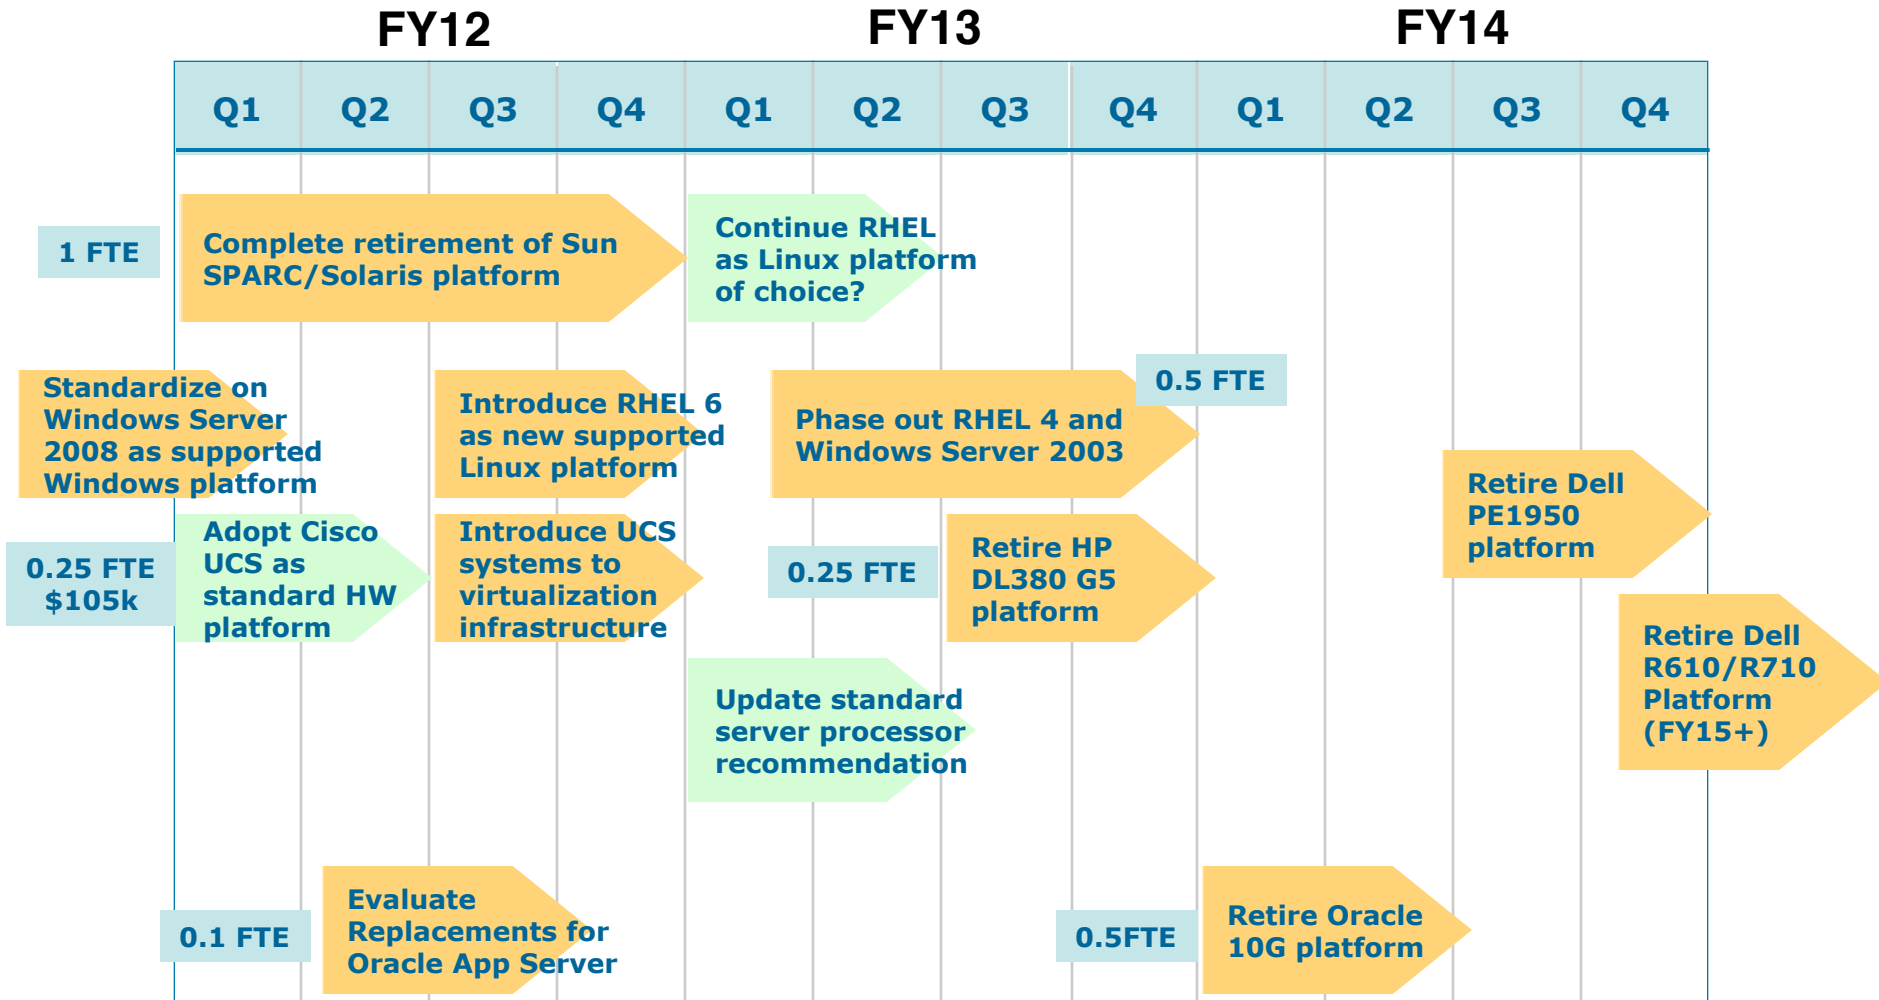 FY12
FY13
FY14
Q1 Q2 Q3 Q4 Q1 Q2 Q3 Q4 Q1 Q2 Q3 Q4
1 FTE
Complete retirement of Sun
SPARC/Solaris platform
Continue RHEL
as Linux platform
of choice?
Standardize on
Windows Server
2008 as supported
Windows platform
Introduce RHEL 6
as new supported
Linux platform
Phase out RHEL 4 and
Windows Server 2003
0.5 FTE
Retire Dell
PE1950
platform
0.25 FTE
$105k
Adopt Cisco
UCS as
standard HW
platform
Introduce UCS
systems to
virtualization
infrastructure
0.25 FTE
Retire HP
DL380 G5
platform
Retire Dell
R610/R710
Platform
(FY15+)
Update standard
server processor
recommendation
0.1 FTE
Evaluate
Replacements for
Oracle App Server
0.5FTE
Retire Oracle
10G platform